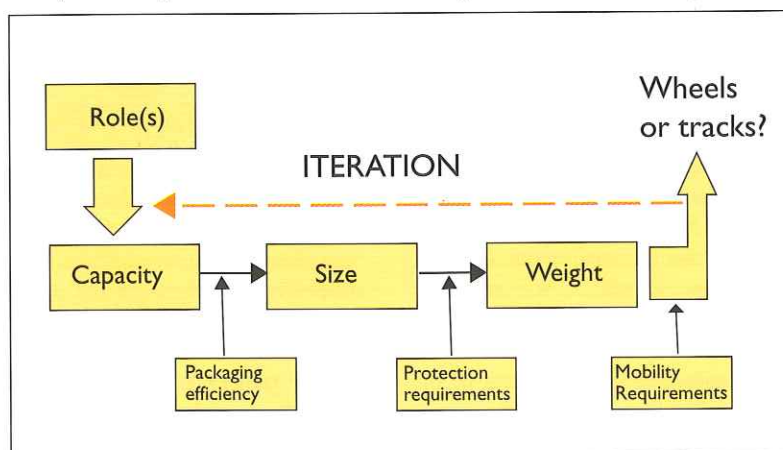 Role(s)
Wheels
or tracks?
ITERATION
Capacity
Size
Weight
Packaging
efficiency
Protection
requirements
Mobility
Requirements